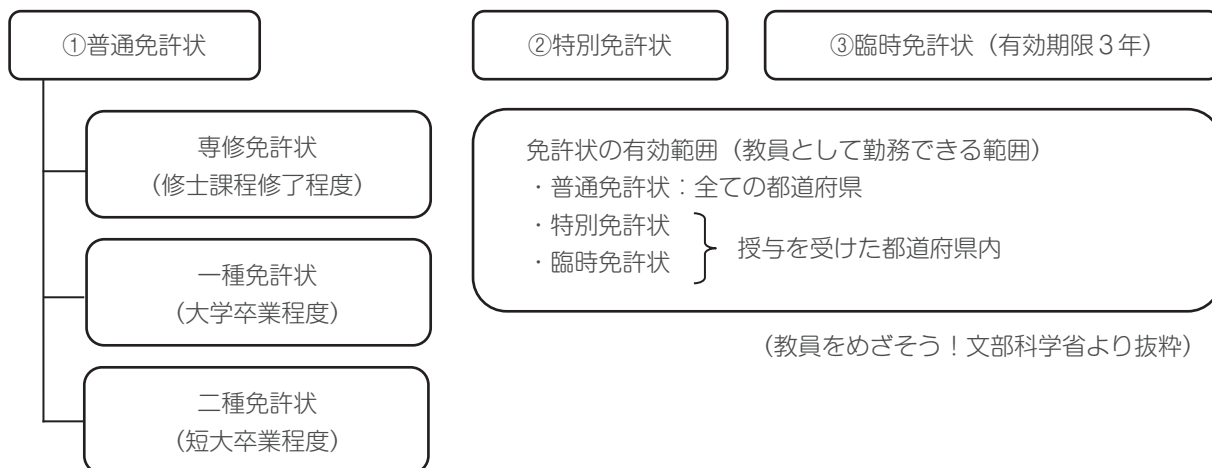 ①普通免許状
②特別免許状
③臨時免許状（有効期限３年）
専修免許状
（修士課程修了程度）
一種免許状
（大学卒業程度）
二種免許状
（短大卒業程度）
免許状の有効範囲（教員として勤務できる範囲）
・普通免許状：全ての都道府県
・特別免許状
・臨時免許状
授与を受けた都道府県内
（教員をめざそう！文部科学省より抜粋）